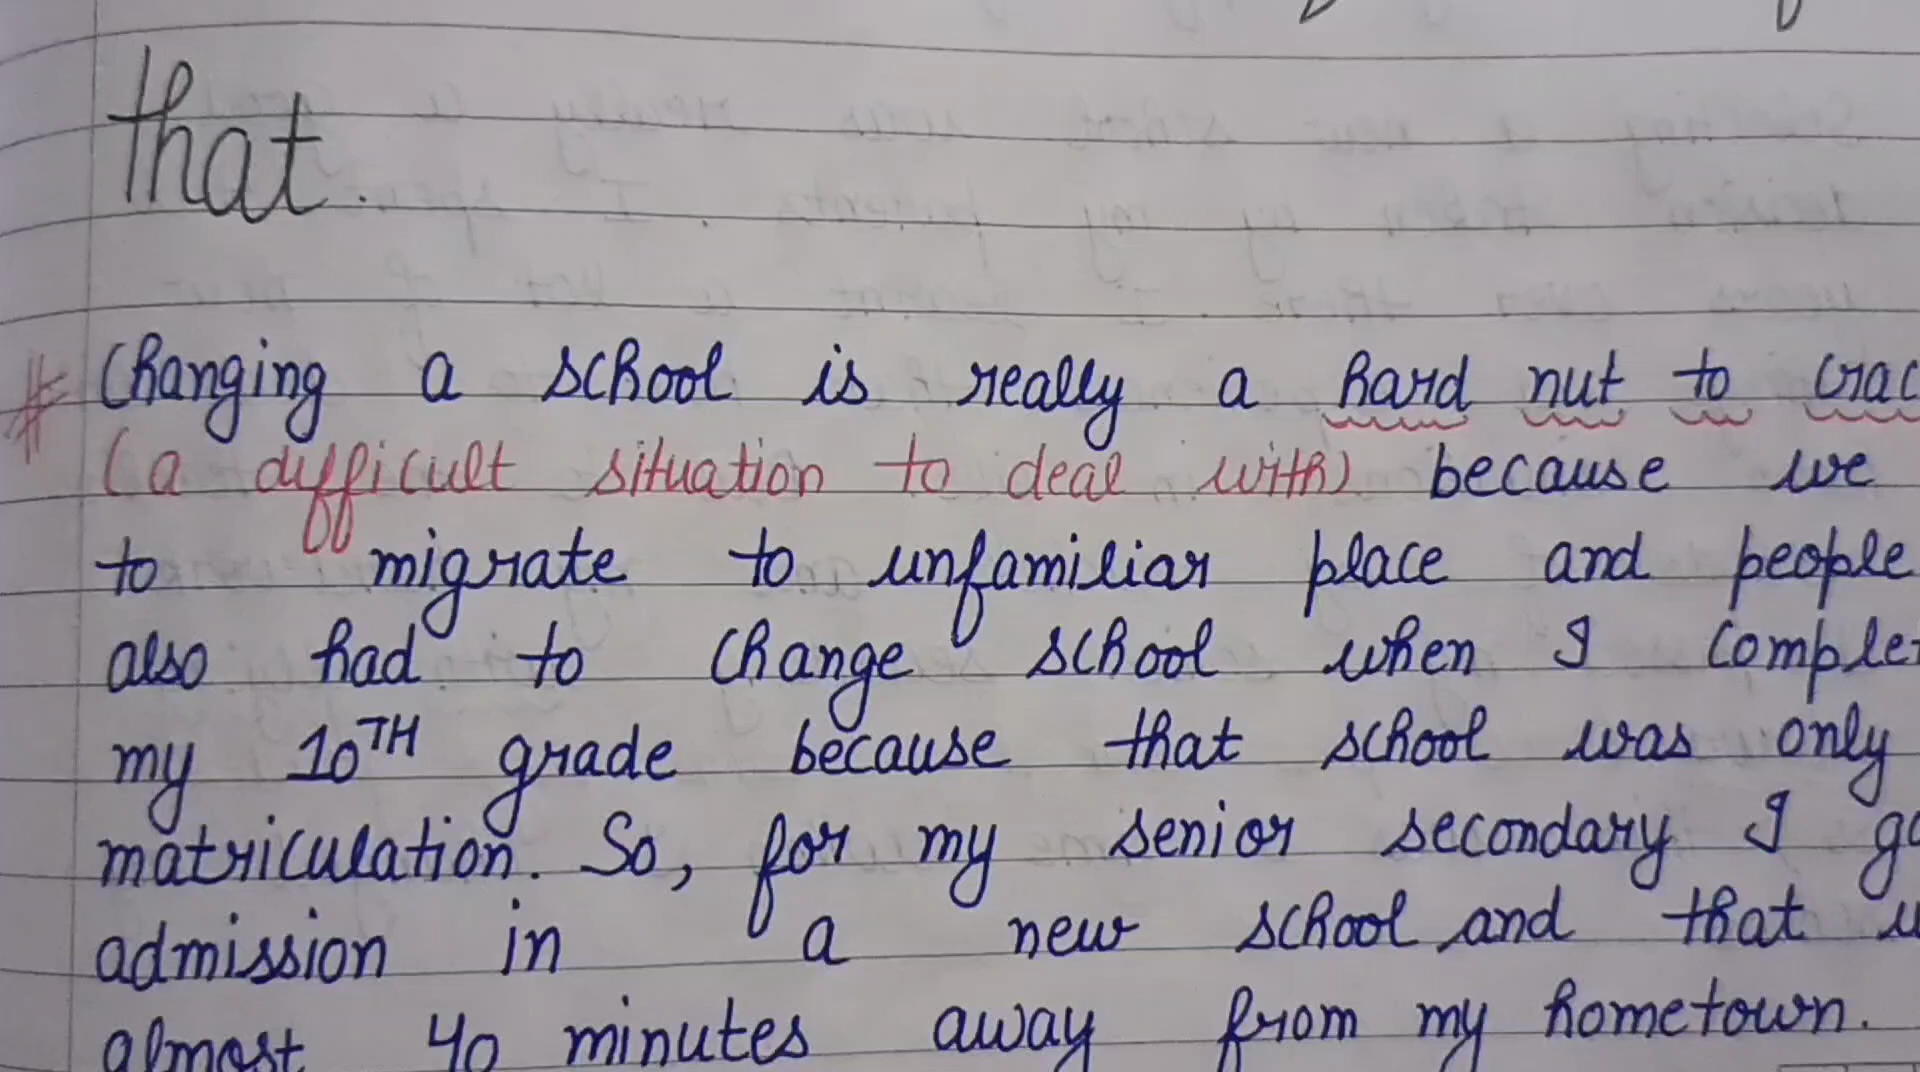 that.
# Changing a school is really a hard nut to
(a difficult situation to deal with) because we
to migrate to unfamiliar place and people
also had to change school when I
my 10TH grade because that school was only
matriculation. So, for my senior secondary I
admission in a new school and that
almost 40 minutes away from my hometown.